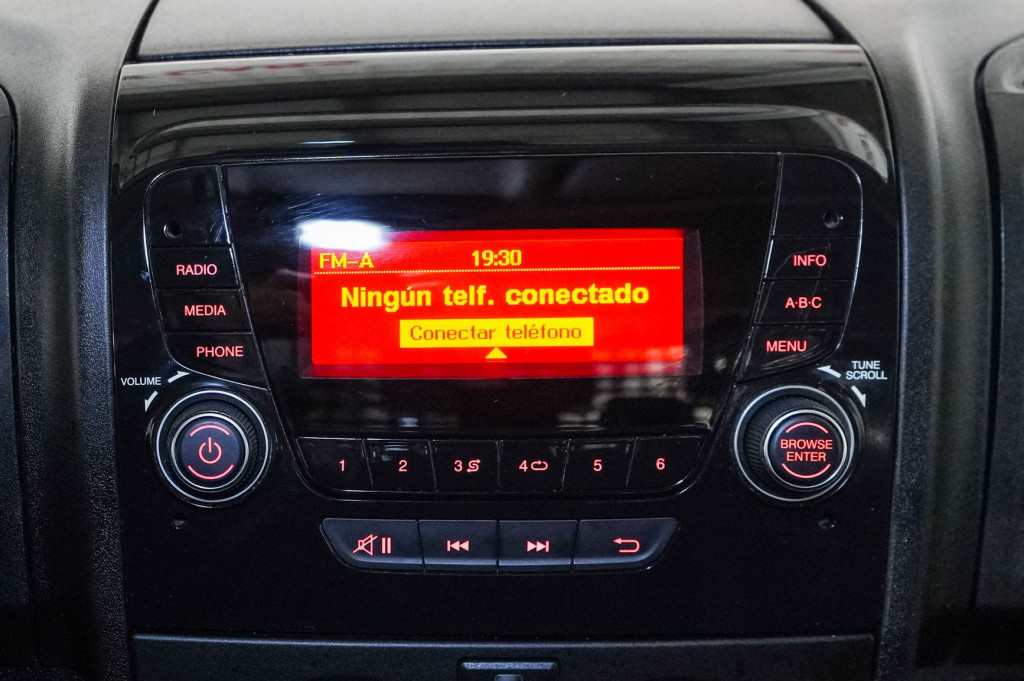 FM-A 19:30
Ningún telf. conectado
Conectar teléfono
RADIO
MEDIA
PHONE
VOLUME
INFO
A·B·C
MENU
TUNE
SCROLL
BROWSE
ENTER
1 2 3 4 5 6